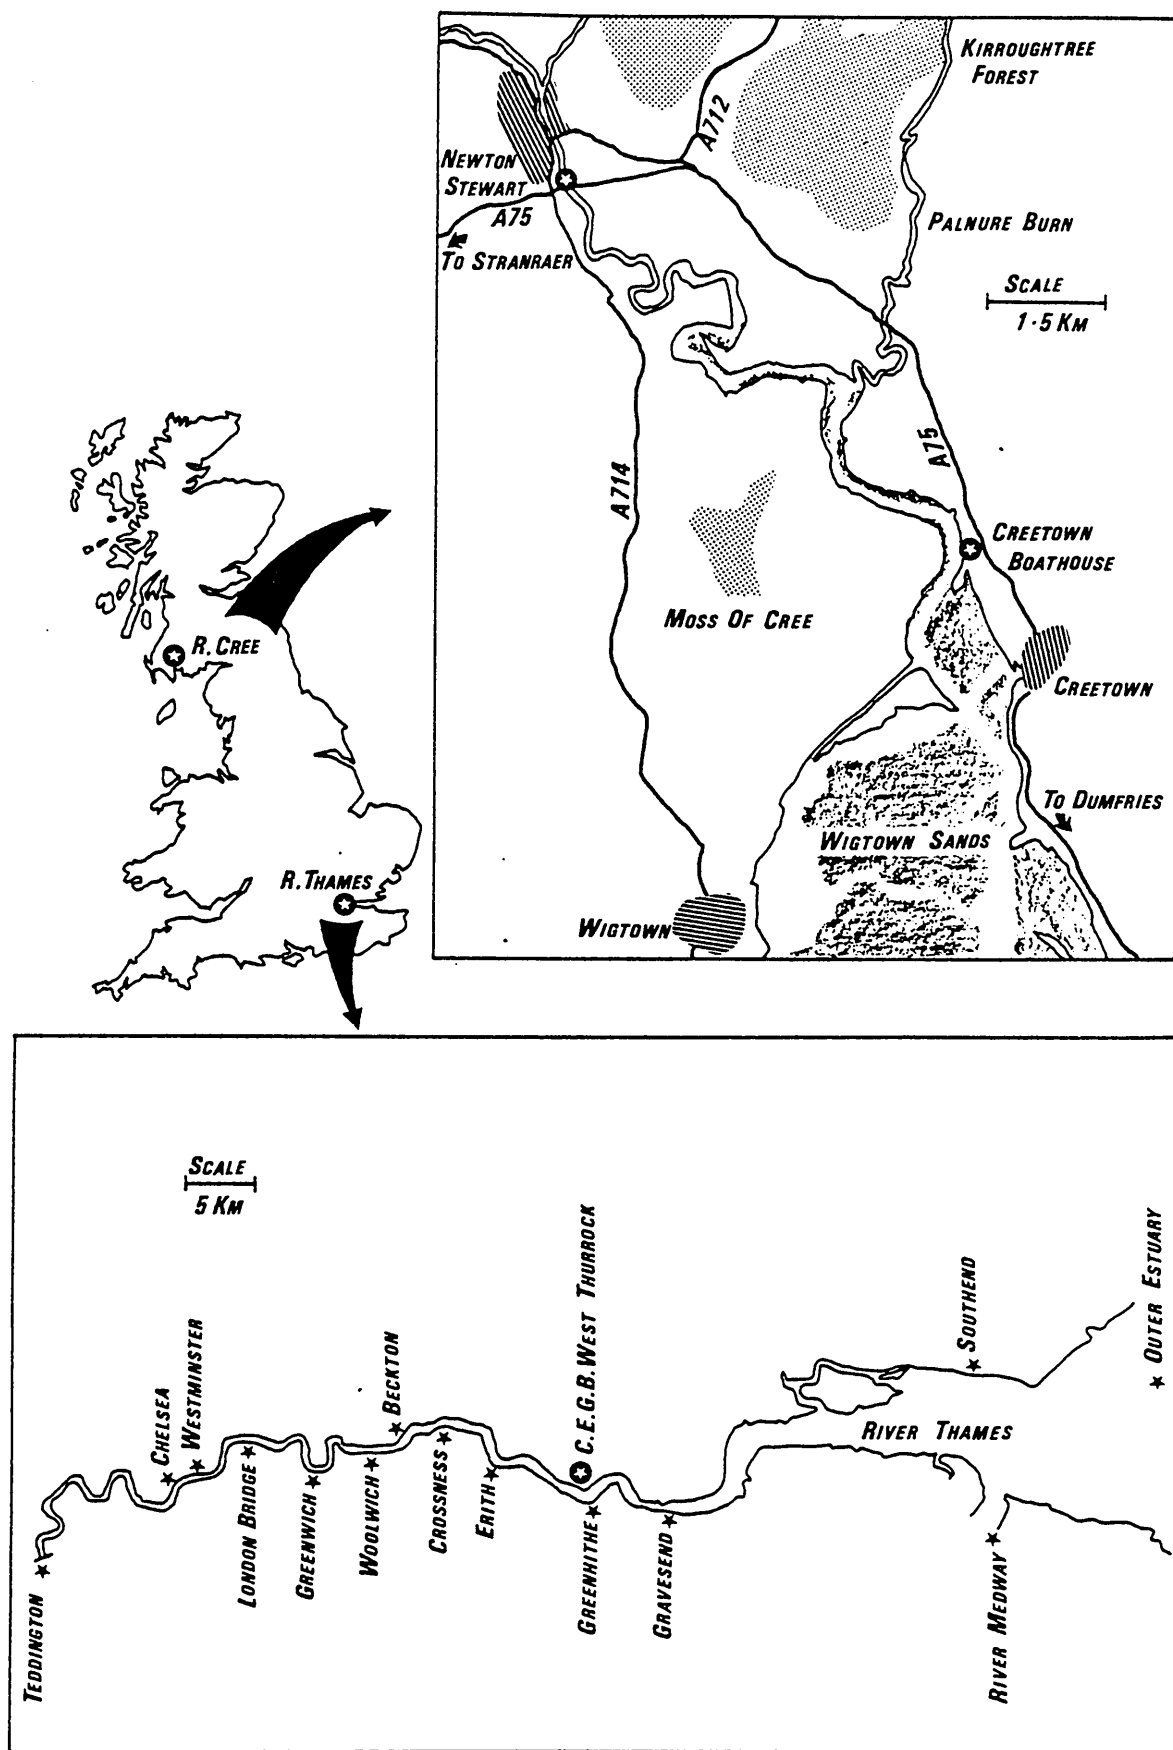 KIRROUGHTREE
FOREST
A712
NEWTON
STEWART
A75
TO STRANRAER
PALNURE BURN
SCALE
1·5 KM
A75
A714
CREETOWN
BOATHOUSE
MOSS OF CREE
CREETOWN
TO DUMFRIES
WIGTOWN SANDS
WIGTOWN
R. CREE
R. THAMES
SCALE
5 KM
TEDDINGTON
CHELSEA
WESTMINSTER
LONDON BRIDGE
GREENWICH
WOOLWICH
BECKTON
CROSSNESS
ERITH
C.E.G.B. WEST THURROCK
GREENHITHE
GRAVESEND
RIVER THAMES
SOUTHEND
RIVER MEDWAY
OUTER ESTUARY